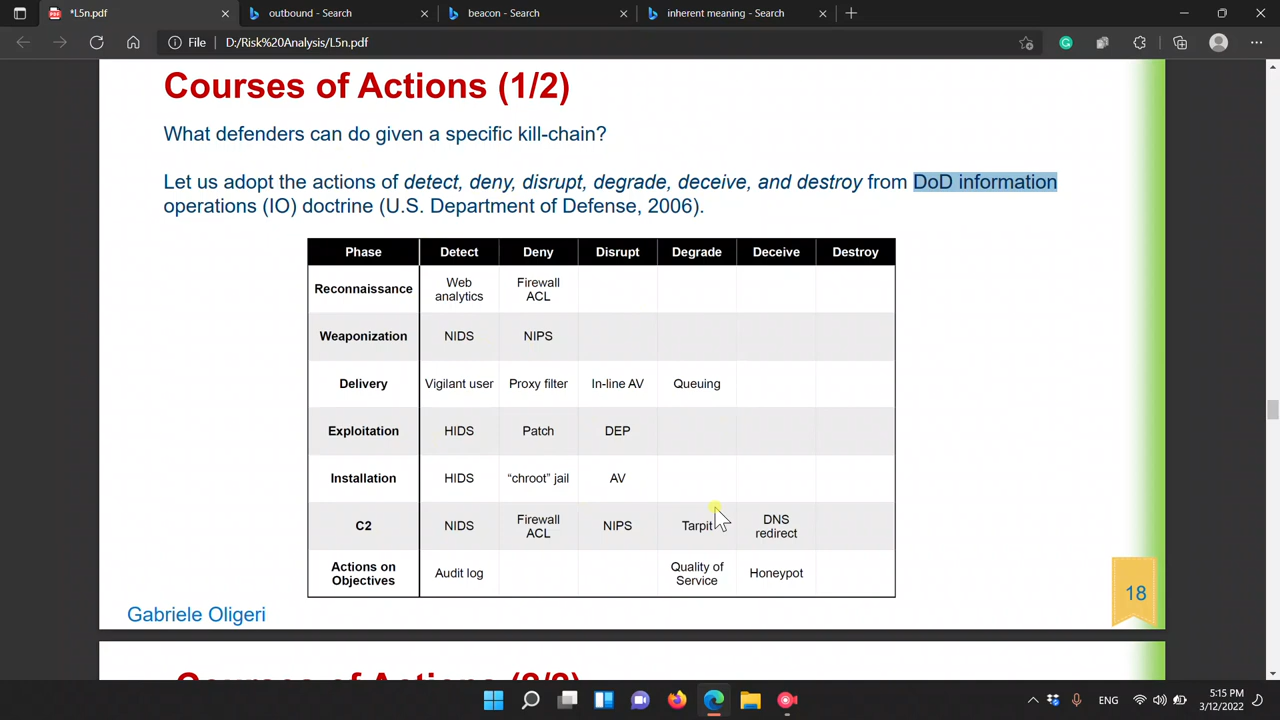 *L5n.pdf
outbound - Search
beacon - Search
inherent meaning - Search
File D:/Risk%20Analysis/L5n.pdf
Courses of Actions (1/2)
What defenders can do given a specific kill-chain?
Let us adopt the actions of detect, deny, disrupt, degrade, deceive, and destroy from DoD information
operations (IO) doctrine (U.S. Department of Defense, 2006).
Phase Detect Deny Disrupt Degrade Deceive Destroy
Reconnaissance Web analytics Firewall ACL
Weaponization NIDS NIPS
Delivery Vigilant user Proxy filter In-line AV Queuing
Exploitation HIDS Patch DEP
Installation HIDS “chroot” jail AV
C2 NIDS Firewall ACL NIPS Tarpit DNS redirect
Actions on Objectives Audit log Quality of Service Honeypot
18
Gabriele Oligeri
Courses of Actions (2/2)
ENG
5:15 PM
3/12/2022